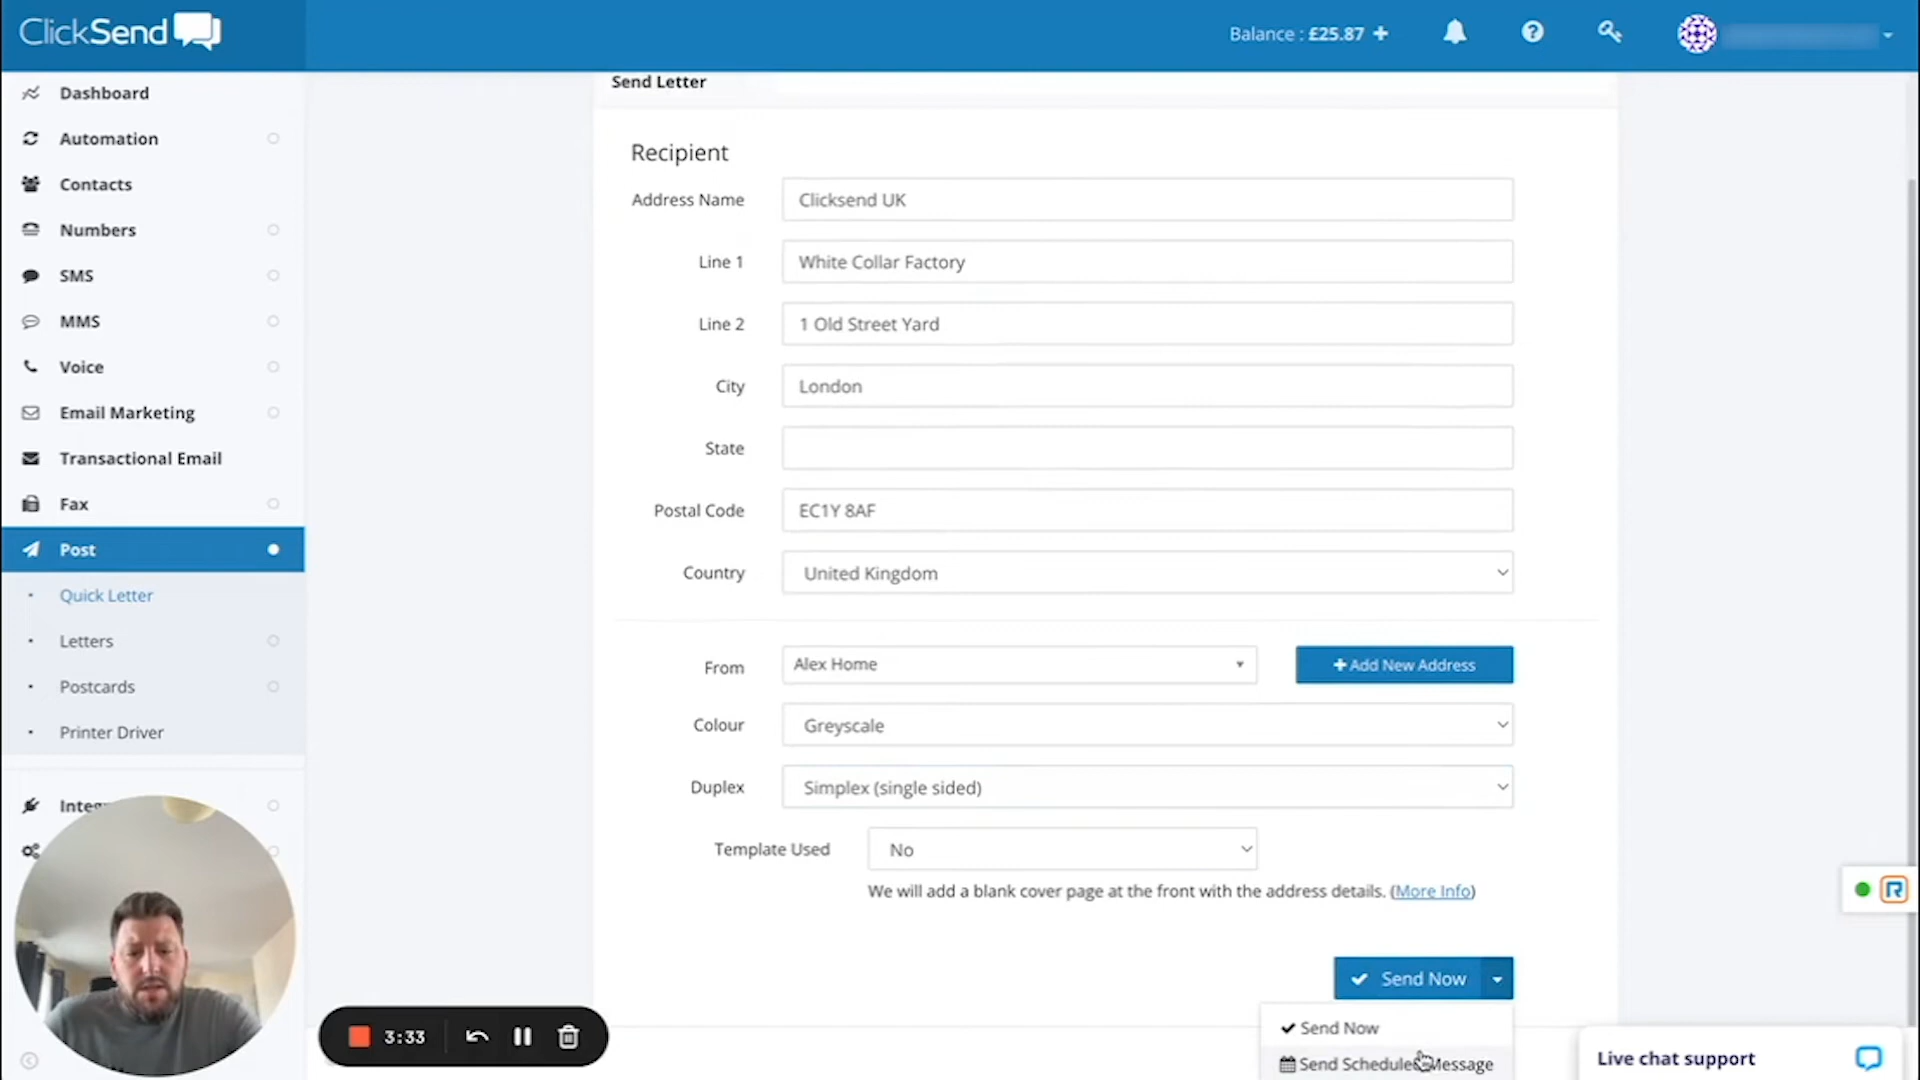 ClickSend
Balance : £25.87 +
Dashboard
Automation
Contacts
Numbers
SMS
MMS
Voice
Email Marketing
Transactional Email
Fax
Post
Quick Letter
Letters
Postcards
Printer Driver
Send Letter
Recipient
Address Name Clicksend UK
Line 1 White Collar Factory
Line 2 1 Old Street Yard
City London
State
Postal Code EC1Y 8AF
Country United Kingdom
From Alex Home + Add New Address
Colour Greyscale
Duplex Simplex (single sided)
Template Used No
We will add a blank cover page at the front with the address details. (More Info)
Send Now
Send Now
Send Message
3:33
Live chat support